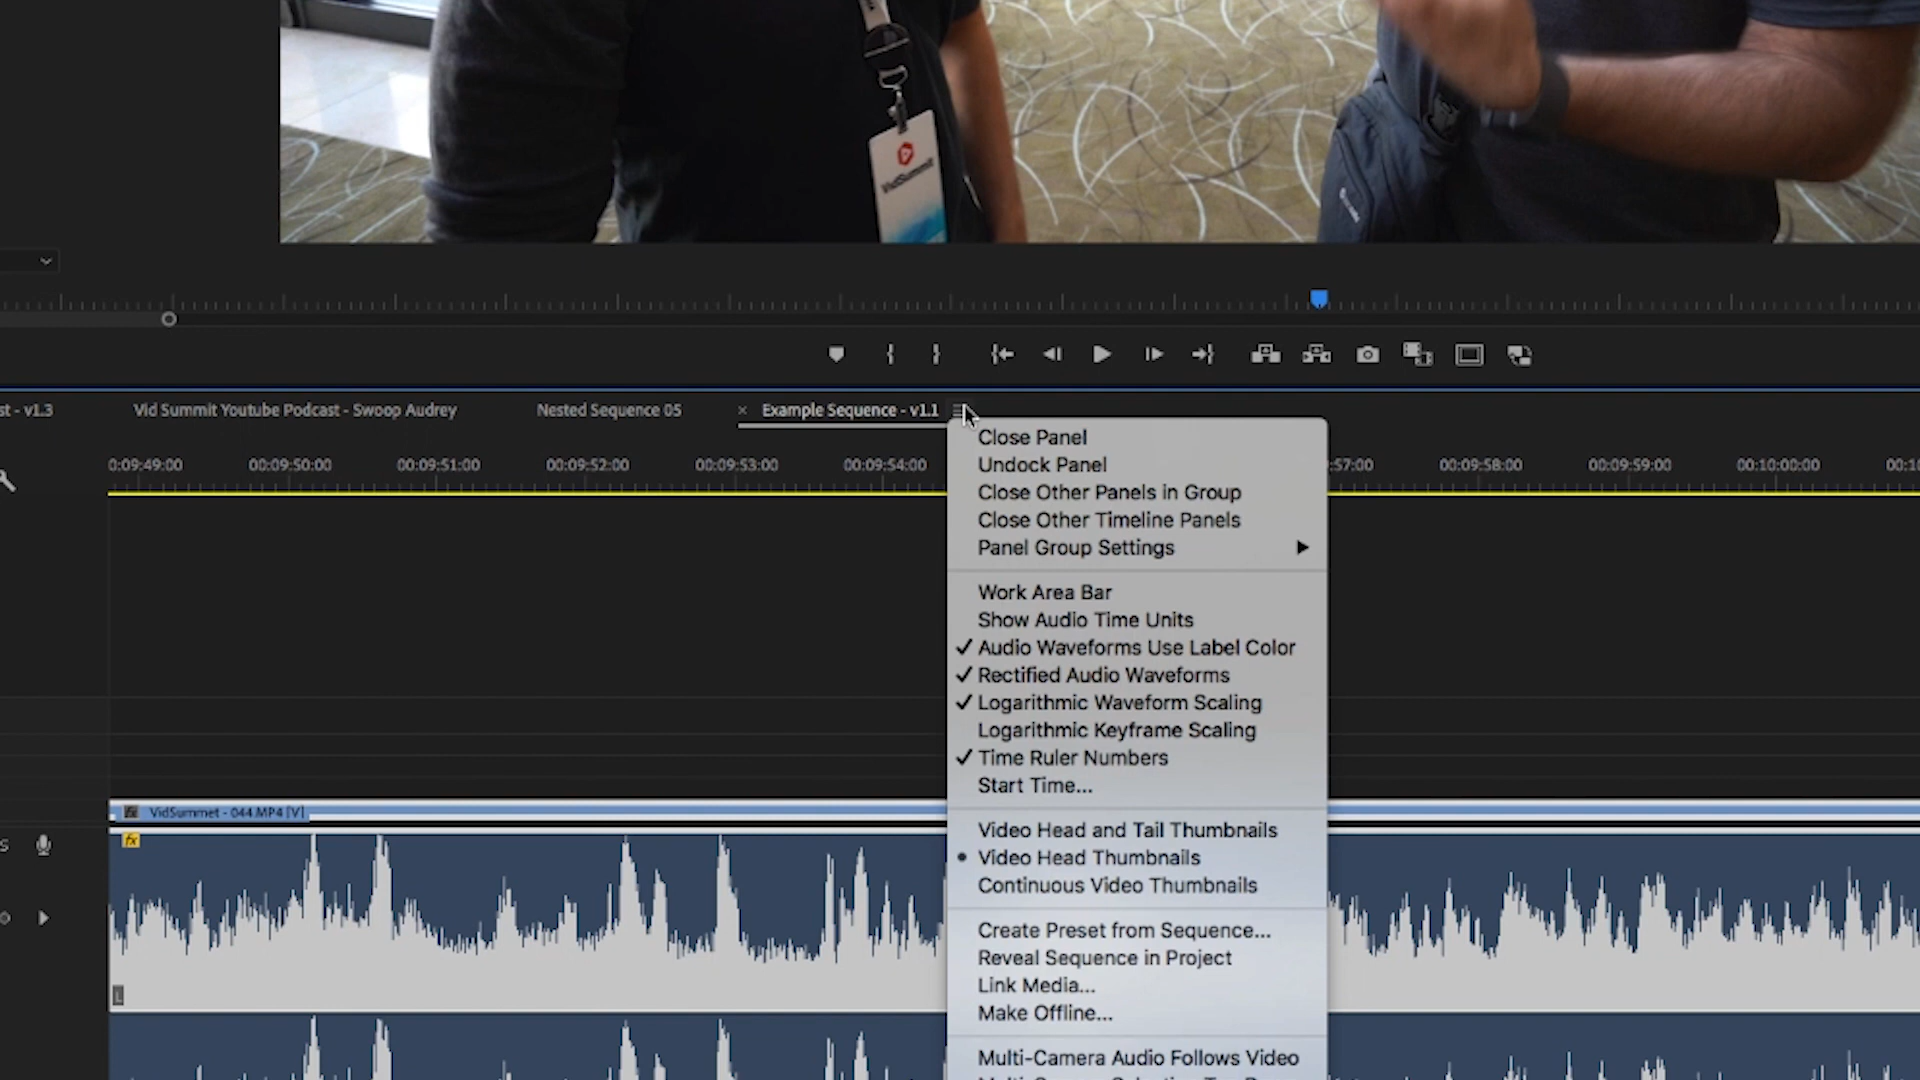 VidSummit
st - v1.3
Vid Summit Youtube Podcast - Swoop Audrey
Nested Sequence 05
× Example Sequence - v1.1
0:09:49:00
00:09:50:00
00:09:51:00
00:09:52:00
00:09:53:00
00:09:54:00
:57:00
00:09:58:00
00:09:59:00
00:10:00:00
00:1
Close Panel
Undock Panel
Close Other Panels in Group
Close Other Timeline Panels
Panel Group Settings
Work Area Bar
Show Audio Time Units
✓ Audio Waveforms Use Label Color
✓ Rectified Audio Waveforms
✓ Logarithmic Waveform Scaling
Logarithmic Keyframe Scaling
✓ Time Ruler Numbers
Start Time...
Video Head and Tail Thumbnails
• Video Head Thumbnails
Continuous Video Thumbnails
Create Preset from Sequence...
Reveal Sequence in Project
Link Media...
Make Offline...
Multi-Camera Audio Follows Video
fx VidSummet - 044.MP4 [V]
fx
S
L